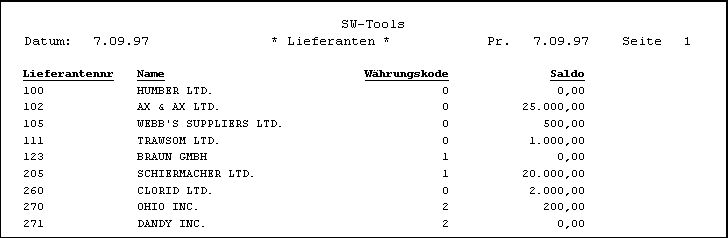 SW-Tools
Datum: 7.09.97 * Lieferanten * Pr. 7.09.97 Seite 1
Lieferantennr Name Währungskode Saldo
100 HUMBER LTD. 0 0,00
102 AX & AX LTD. 0 25.000,00
105 WEBB'S SUPPLIERS LTD. 0 500,00
111 TRAWSOM LTD. 0 1.000,00
123 BRAUN GMBH 1 0,00
205 SCHIERMACHER LTD. 1 20.000,00
260 CLORID LTD. 0 2.000,00
270 OHIO INC. 2 200,00
271 DANDY INC. 2 0,00